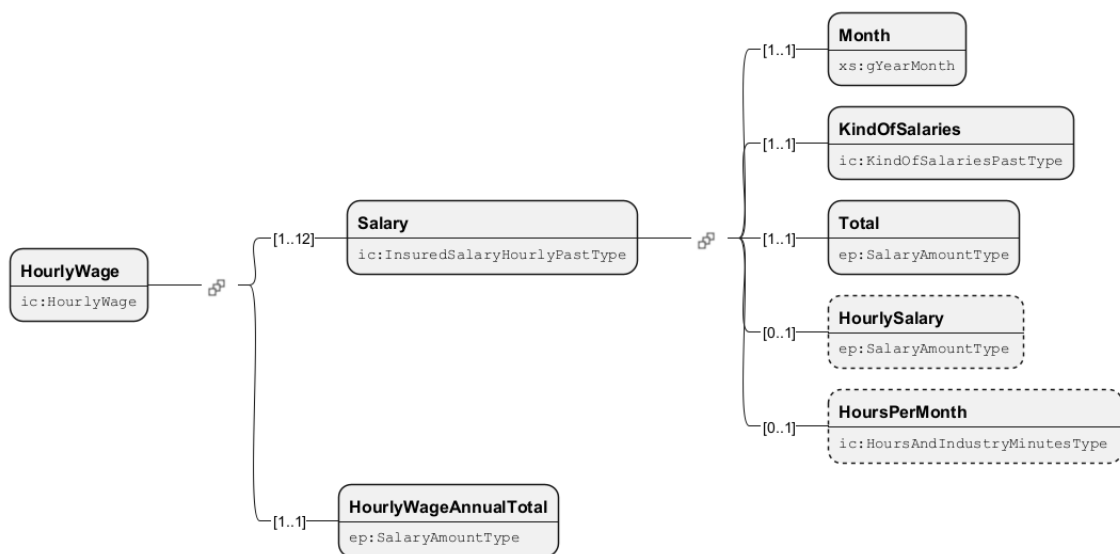 HourlyWage
ic:HourlyWage
[1..12]
Salary
ic:InsuredSalaryHourlyPastType
[1..1]
Month
xs:gYearMonth
[1..1]
KindOfSalaries
ic:KindOfSalariesPastType
[1..1]
Total
ep:SalaryAmountType
[0..1]
HourlySalary
ep:SalaryAmountType
[0..1]
HoursPerMonth
ic:HoursAndIndustryMinutesType
[1..1]
HourlyWageAnnualTotal
ep:SalaryAmountType